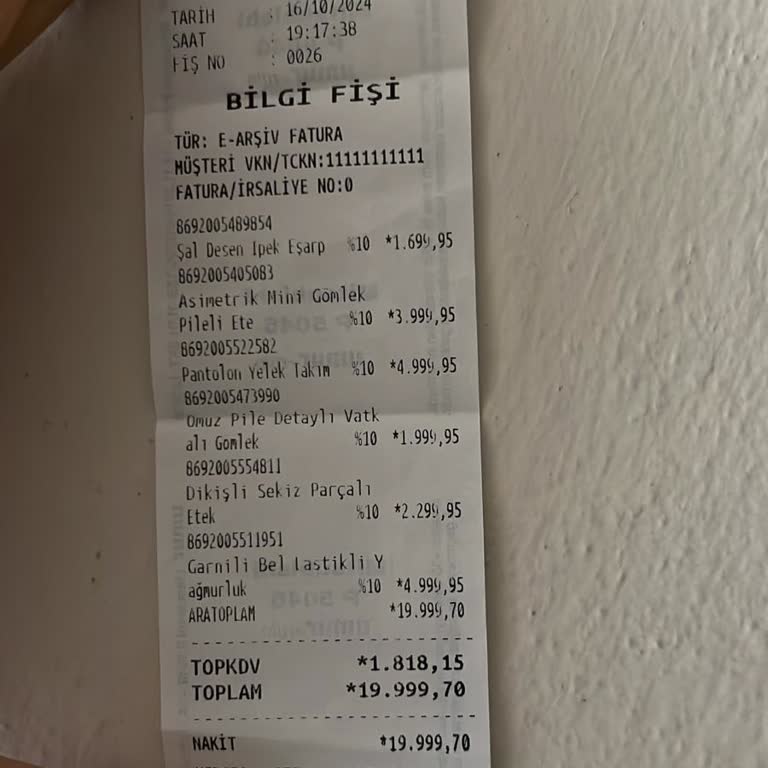 TARİH : 16/10/2024
SAAT : 19:17:38
FİŞ NO : 0026
BİLGİ FİŞİ
TÜR: E-ARŞİV FATURA
MÜŞTERİ VKN/TCKN:11111111111
FATURA/İRSALİYE NO:0
8692005489854
Şal Desen Ipek Eşarp %10 *1.699,95
8692005405083
Asimetrik Mini Gömlek
Pileli Ete %10 *3.999,95
8692005522582
Pantolon Yelek Takım %10 *4.999,95
8692005473990
Omuz Pile Detaylı Vatk
alı Gomlek %10 *1.999,95
8692005554811
Dikişli Sekiz Parçalı
Etek %10 *2.299,95
8692005511951
Garnili Bel Lastikli Y
ağmurluk %10 *4.999,95
ARATOPLAM *19.999,70
TOPKDV *1.818,15
TOPLAM *19.999,70
NAKİT *19.999,70